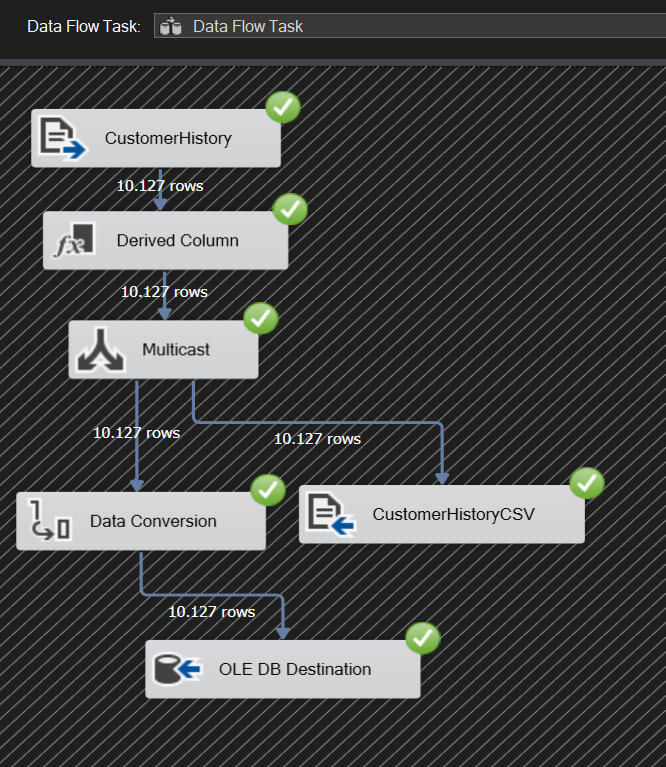 Data Flow Task: Data Flow Task
CustomerHistory
10.127 rows
fx Derived Column
10.127 rows
Multicast
10.127 rows
10.127 rows
Data Conversion
CustomerHistoryCSV
10.127 rows
OLE DB Destination